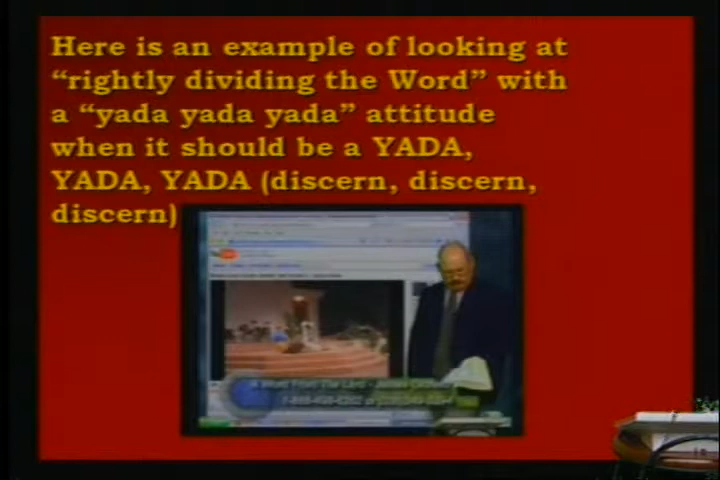 Here is an example of looking at
“rightly dividing the Word” with
a “yada yada yada” attitude
when it should be a YADA,
YADA, YADA (discern, discern,
discern)
A Word From The Lord - James